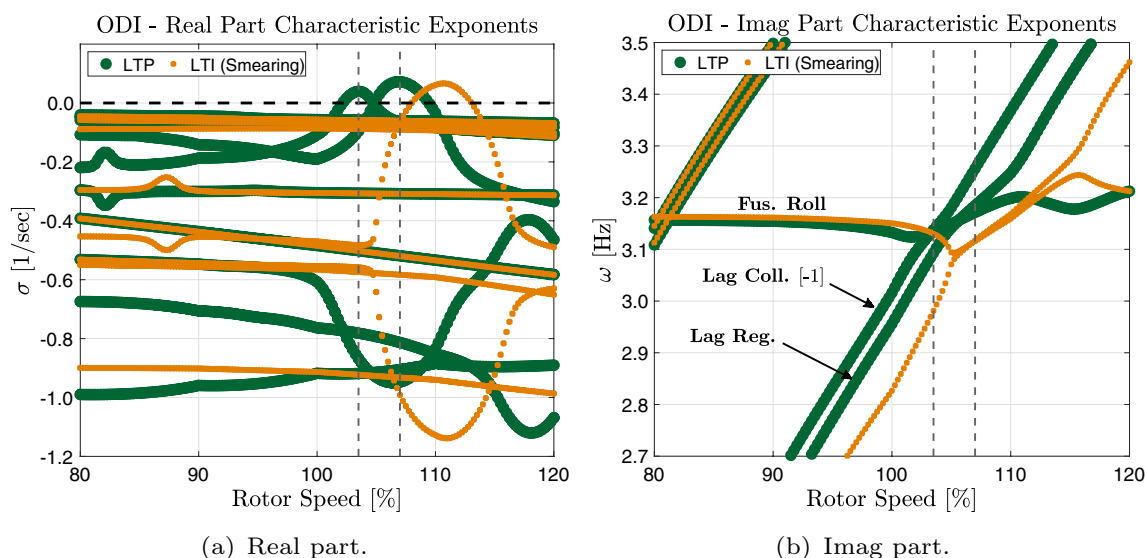 ODI - Real Part Characteristic Exponents
LTP LTI (Smearing)
0.0
-0.2
-0.4
-0.6
-0.8
-1.0
-1.2
σ [1/sec]
80 90 100 110 120
Rotor Speed [%]
(a) Real part.
ODI - Imag Part Characteristic Exponents
LTP LTI (Smearing)
3.5
3.4
3.3
3.2
3.1
3.0
2.9
2.8
2.7
ω [Hz]
Fus. Roll
Lag Coll. [-1]
Lag Reg.
80 90 100 110 120
Rotor Speed [%]
(b) Imag part.